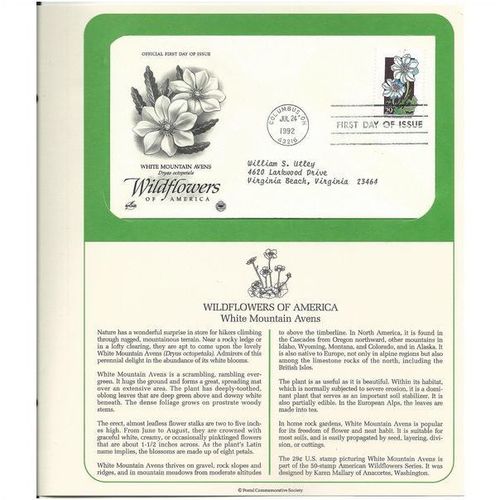 OFFICIAL FIRST DAY OF ISSUE
COLUMBUS, OH
JUL 24
1992
43216
29
FIRST DAY OF ISSUE
WHITE MOUNTAIN AVENS
Dryas octopetala
Wildflowers
OF AMERICA
William S. Utley
4620 Larkwood Drive
Virginia Beach, Virginia 23464
WILDFLOWERS OF AMERICA
White Mountain Avens
Nature has a wonderful surprise in store for hikers climbing
through rugged, mountainous terrain. Near a rocky ledge or
in a lofty clearing, they are apt to come upon the lovely
White Mountain Avens (Dryas octopetala). Admirers of this
perennial delight in the abundance of its white blooms.
White Mountain Avens is a scrambling, rambling ever-
green. It hugs the ground and forms a great, spreading mat
over an extensive area. The plant has deeply-toothed,
oblong leaves that are deep green above and downy white
beneath. The dense foliage grows on prostrate woody
stems.
The erect, almost leafless flower stalks are two to five inch-
es high. From June to August, they are crowned with
graceful white, creamy, or occasionally pinktinged flowers
that are about 1-1/2 inches across. As the plant's Latin
name implies, the blossoms are made up of eight petals.
White Mountain Avens thrives on gravel, rock slopes and
ridges, and in mountain meadows from moderate altitudes
to above the timberline. In North America, it is found in
the Cascades from Oregon northward, other mountains in
Idaho, Wyoming, Montana, and Colorado, and in Alaska. It
is also native to Europe, not only in alpine regions but also
among the limestone rocks of the north, including the
British Isles.
The plant is as useful as it is beautiful. Within its habitat,
which is normally subjected to severe erosion, it is a domi-
nant plant that serves as an important soil stabilizer. It is
also partially edible. In the European Alps, the leaves are
made into tea.
In home rock gardens, White Mountain Avens is popular
for its freedom of flower and neat habit. It is suitable for
most soils, and is easily propagated by seed, layering, divi-
sion, or cuttings.
The 29¢ U.S. stamp picturing White Mountain Avens is
part of the 50-stamp American Wildflowers Series. It was
designed by Karen Mallary of Anacortes, Washington.
© Postal Commemorative Society